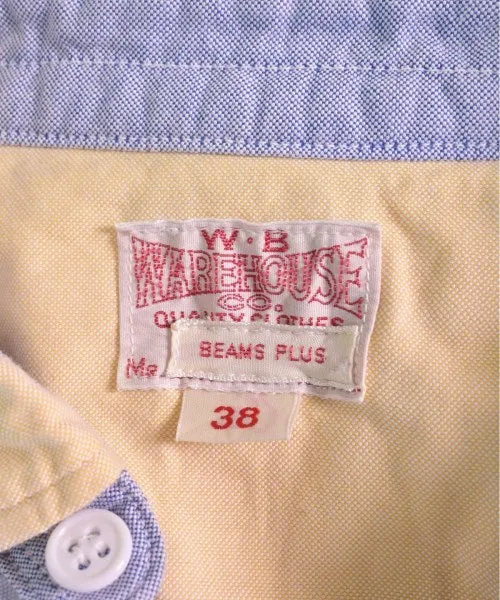 W·B
WAREHOUSE
CO.
QUALITY CLOTHES
BEAMS PLUS
38